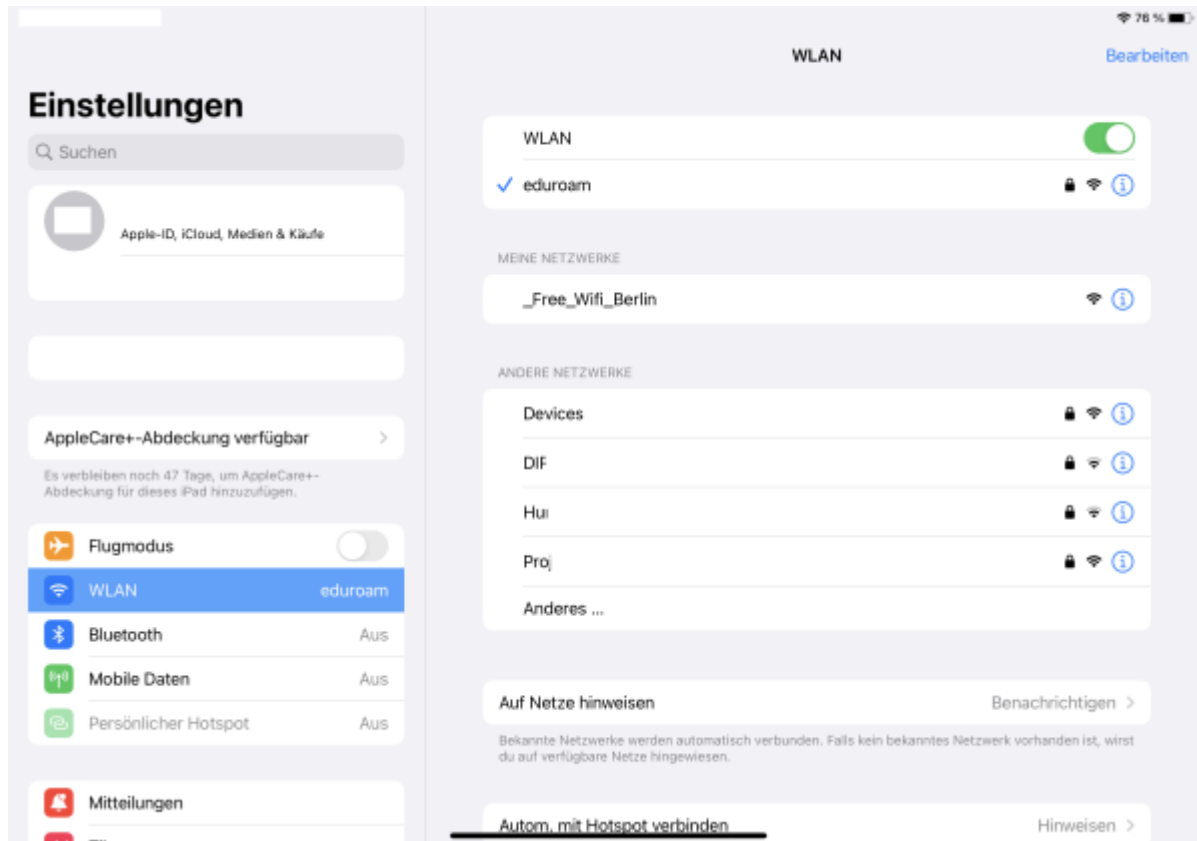 76 %
WLAN
Bearbeiten
Einstellungen
Suchen
Apple-ID, iCloud, Medien & Käufe
AppleCare+-Abdeckung verfügbar
Es verbleiben noch 47 Tage, um AppleCare+-
Abdeckung für dieses iPad hinzuzufügen.
Flugmodus
WLAN eduroam
Bluetooth Aus
Mobile Daten Aus
Persönlicher Hotspot Aus
Mitteilungen
WLAN
eduroam
MEINE NETZWERKE
_Free_Wifi_Berlin
ANDERE NETZWERKE
Devices
DIF
Hui
Proj
Anderes ...
Auf Netze hinweisen Benachrichtigen
Bekannte Netzwerke werden automatisch verbunden. Falls kein bekanntes Netzwerk vorhanden ist, wirst
du auf verfügbare Netze hingewiesen.
Autom. mit Hotspot verbinden Hinweisen